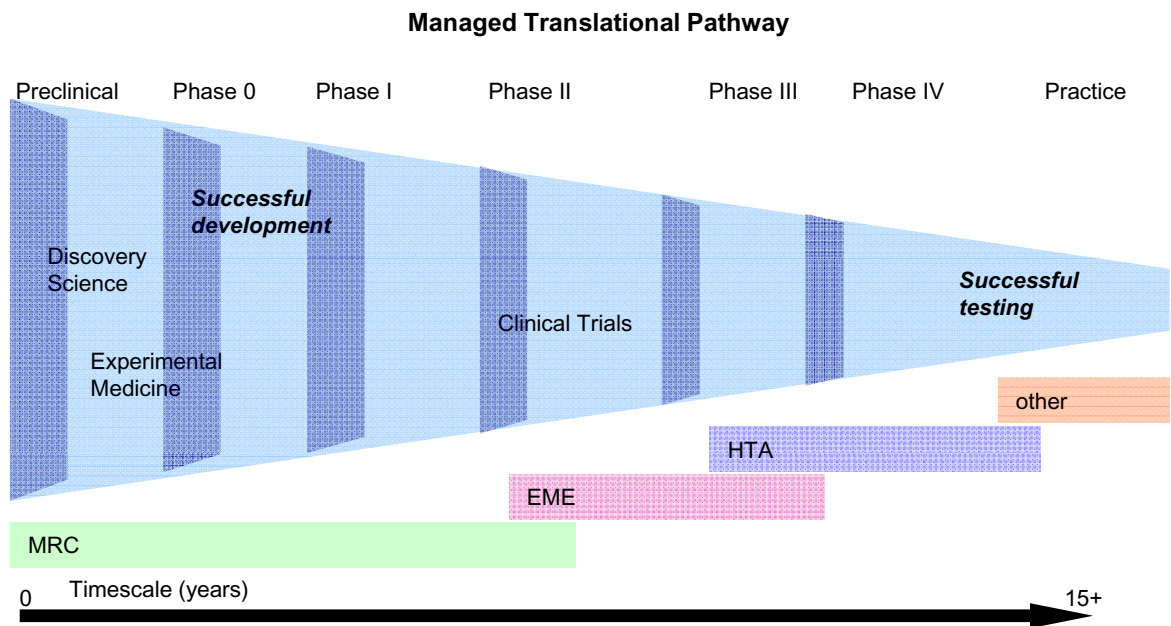 Managed Translational Pathway
Preclinical
Phase 0
Phase I
Phase II
Phase III
Phase IV
Practice
Successful
development
Discovery
Science
Successful
testing
Clinical Trials
Experimental
Medicine
other
HTA
EME
MRC
Timescale (years)
0
15+